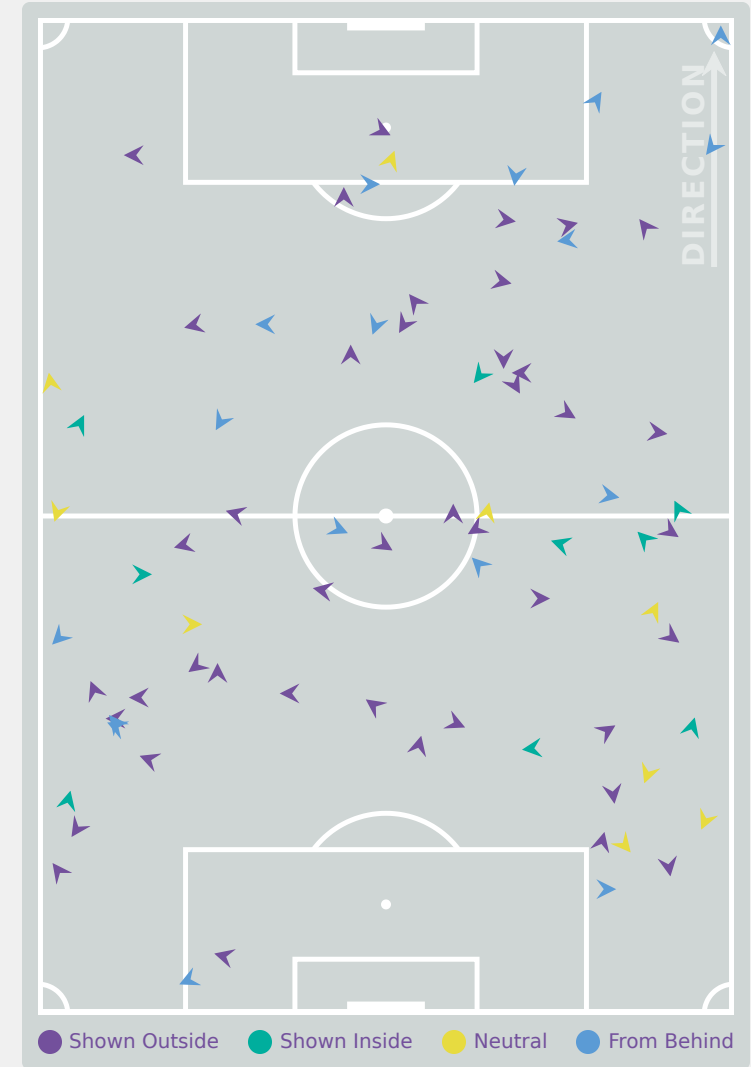 DIRECTION
Shown Outside
Shown Inside
Neutral
From Behind